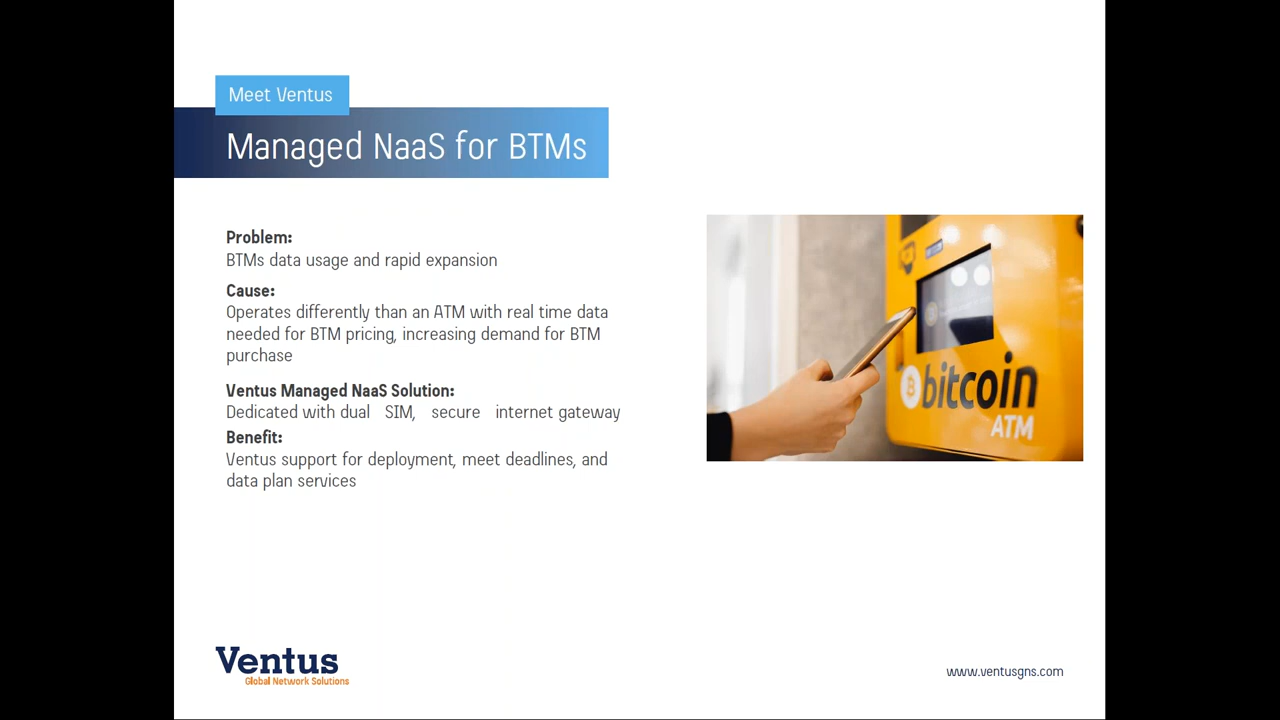 Meet Ventus
Managed NaaS for BTMs
Problem:
BTMs data usage and rapid expansion
Cause:
Operates differently than an ATM with real time data
needed for BTM pricing, increasing demand for BTM
purchase
Ventus Managed NaaS Solution:
Dedicated with dual SIM, secure internet gateway
Benefit:
Ventus support for deployment, meet deadlines, and
data plan services
bitcoin
ATM
Ventus
Global Network Solutions
www.ventusgns.com